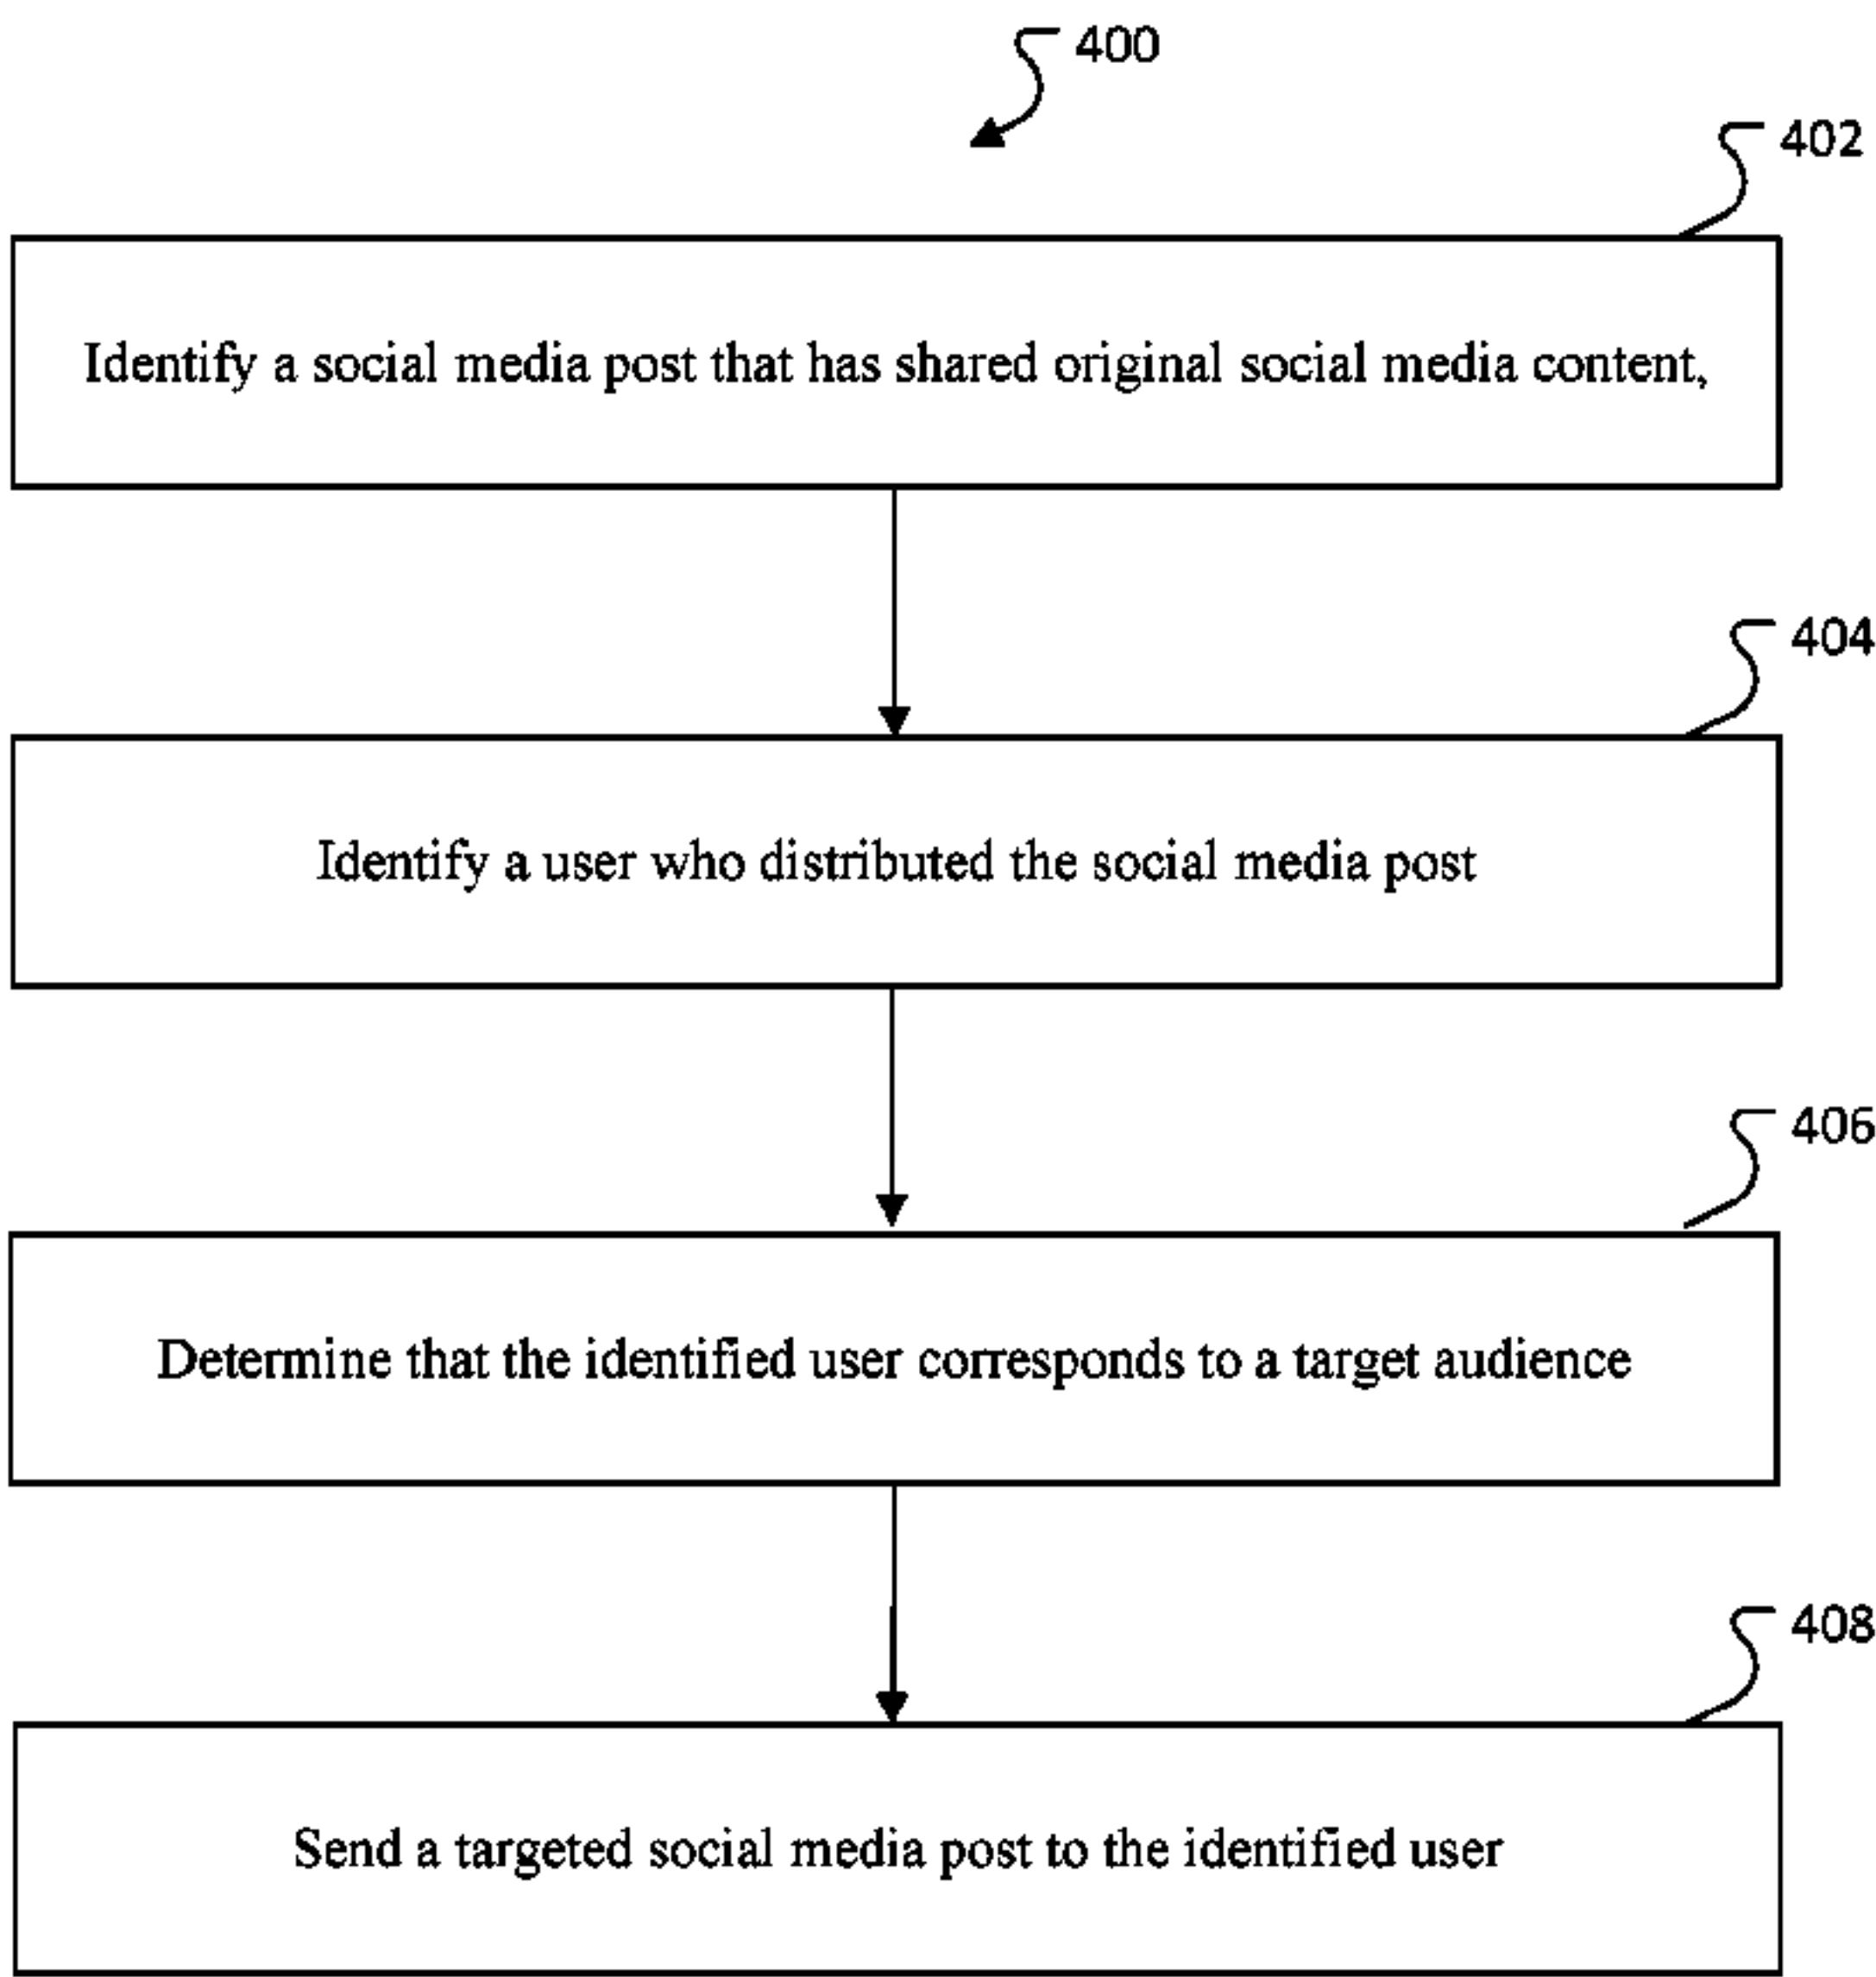 400
402
Identify a social media post that has shared original social media content,
404
Identify a user who distributed the social media post
406
Determine that the identified user corresponds to a target audience
408
Send a targeted social media post to the identified user